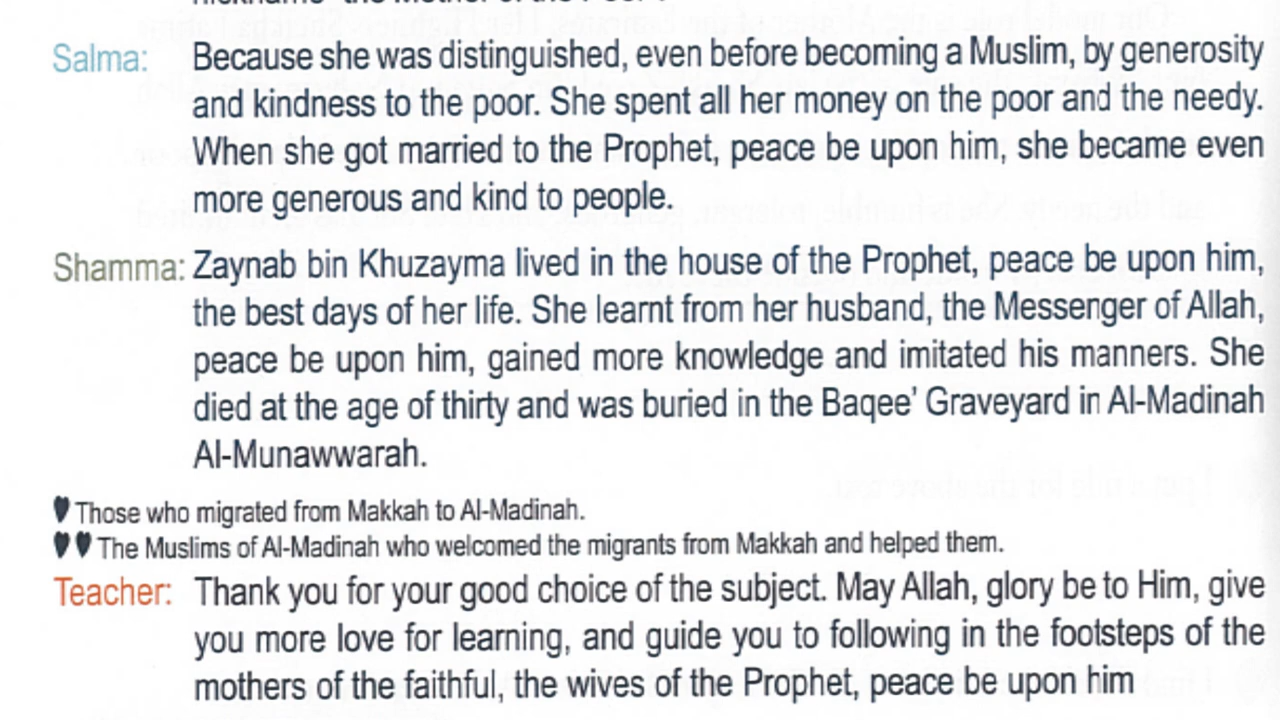 Salma: Because she was distinguished, even before becoming a Muslim, by generosity
and kindness to the poor. She spent all her money on the poor and the needy.
When she got married to the Prophet, peace be upon him, she became even
more generous and kind to people.
Shamma: Zaynab bin Khuzayma lived in the house of the Prophet, peace be upon him,
the best days of her life. She learnt from her husband, the Messenger of Allah,
peace be upon him, gained more knowledge and imitated his manners. She
died at the age of thirty and was buried in the Baqee' Graveyard in Al-Madinah
Al-Munawwarah.
♥ Those who migrated from Makkah to Al-Madinah.
♥♥ The Muslims of Al-Madinah who welcomed the migrants from Makkah and helped them.
Teacher: Thank you for your good choice of the subject. May Allah, glory be to Him, give
you more love for learning, and guide you to following in the footsteps of the
mothers of the faithful, the wives of the Prophet, peace be upon him